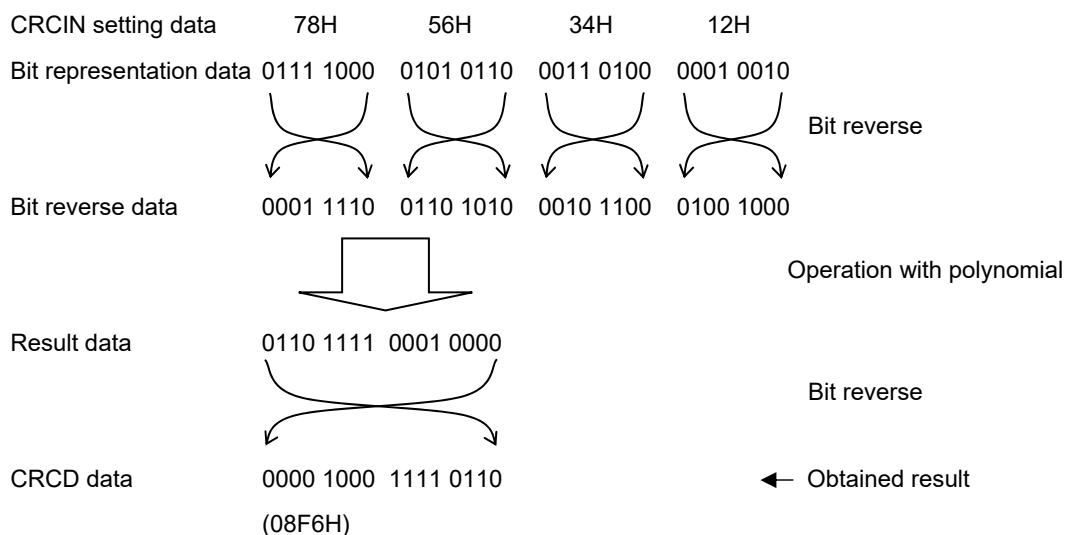 CRCIN setting data 78H 56H 34H 12H
Bit representation data 0111 1000 0101 0110 0011 0100 0001 0010
Bit reverse
Bit reverse data 0001 1110 0110 1010 0010 1100 0100 1000
Operation with polynomial
Result data 0110 1111 0001 0000
Bit reverse
CRCD data 0000 1000 1111 0110 Obtained result
(08F6H)